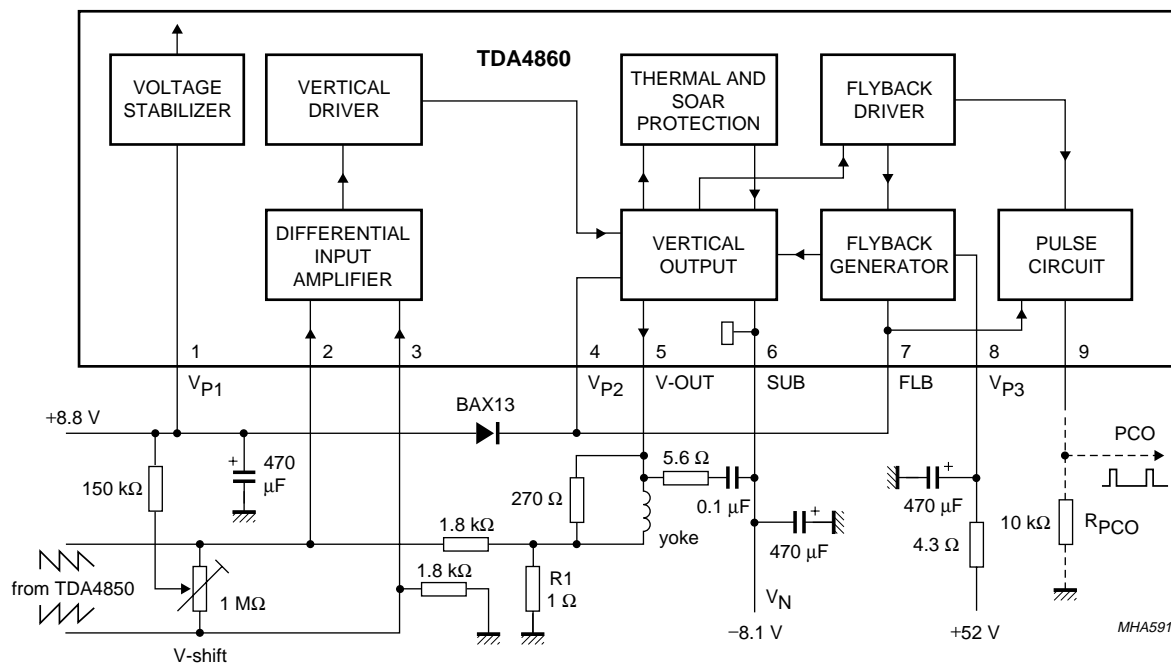 TDA4860
VOLTAGE
STABILIZER
VERTICAL
DRIVER
THERMAL AND
SOAR
PROTECTION
FLYBACK
DRIVER
DIFFERENTIAL
INPUT
AMPLIFIER
VERTICAL
OUTPUT
FLYBACK
GENERATOR
PULSE
CIRCUIT
1 2 3 4 5 6 7 8 9
VP1 VP2 V-OUT SUB FLB VP3
+8.8 V
BAX13
PCO
150 kΩ
+
470
μF
270 Ω
5.6 Ω
0.1 μF
yoke
+
470 μF
+
470 μF
4.3 Ω
10 kΩ
RPCO
1.8 kΩ
from TDA4850
1 MΩ
1.8 kΩ
R1
1 Ω
VN
−8.1 V
+52 V
V-shift
MHA591